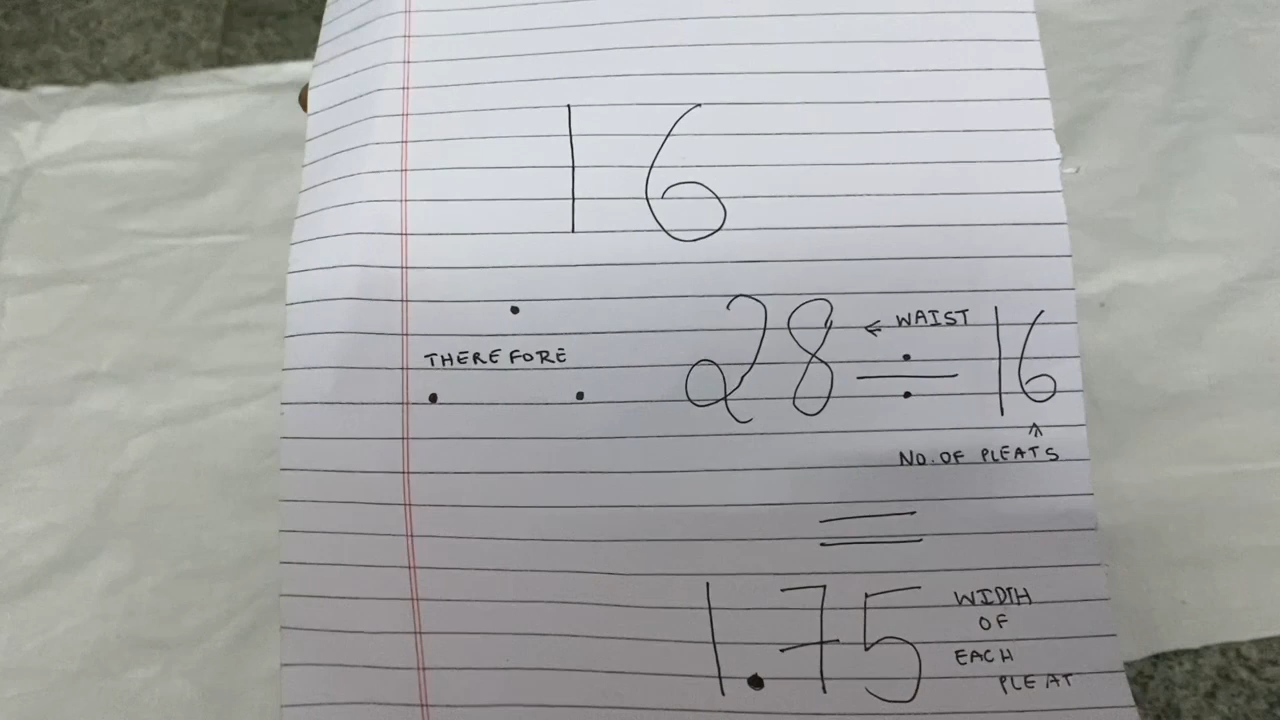 16
THEREFORE 28 ← WAIST ÷ 16
NO. OF PLEATS
=
1.75 WIDTH
OF
EACH
PLEAT